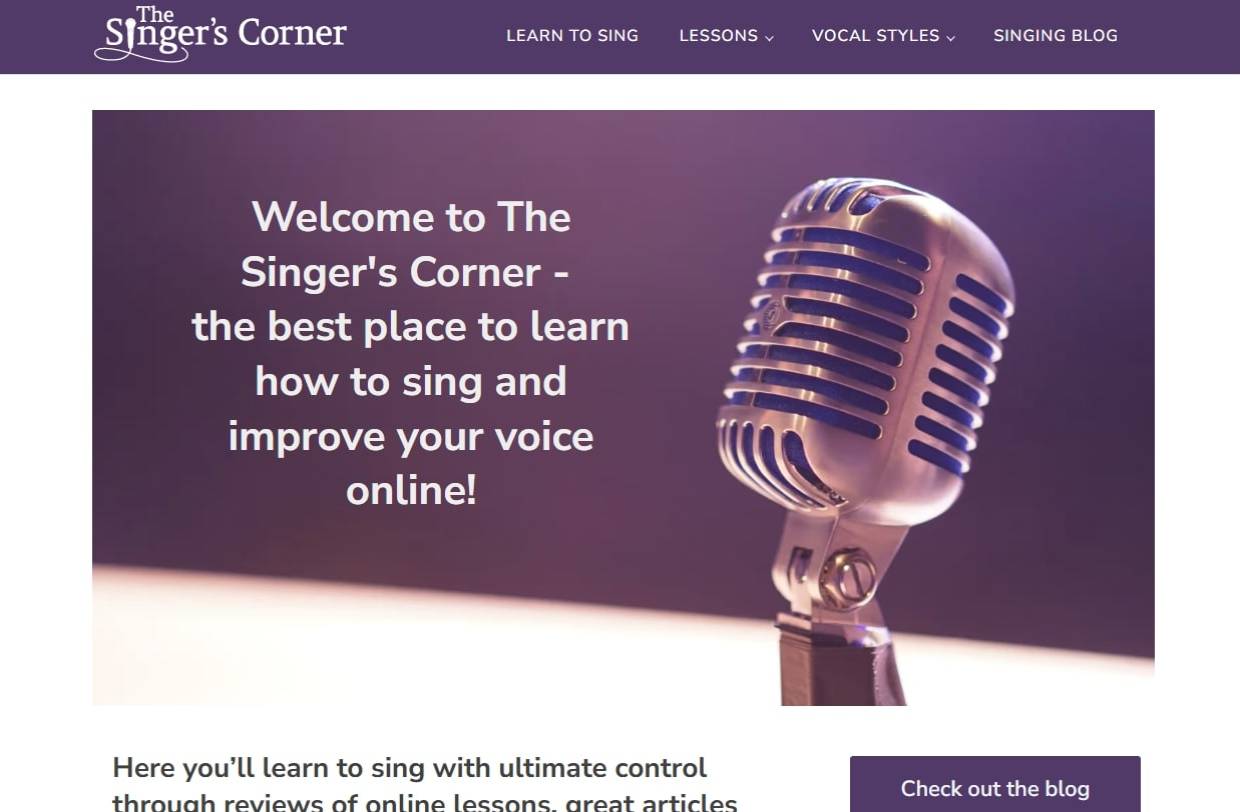 The
Singer's Corner
LEARN TO SING
LESSONS
VOCAL STYLES
SINGING BLOG
Welcome to The
Singer's Corner -
the best place to learn
how to sing and
improve your voice
online!
Here you’ll learn to sing with ultimate control
through reviews of online lessons, great articles
Check out the blog